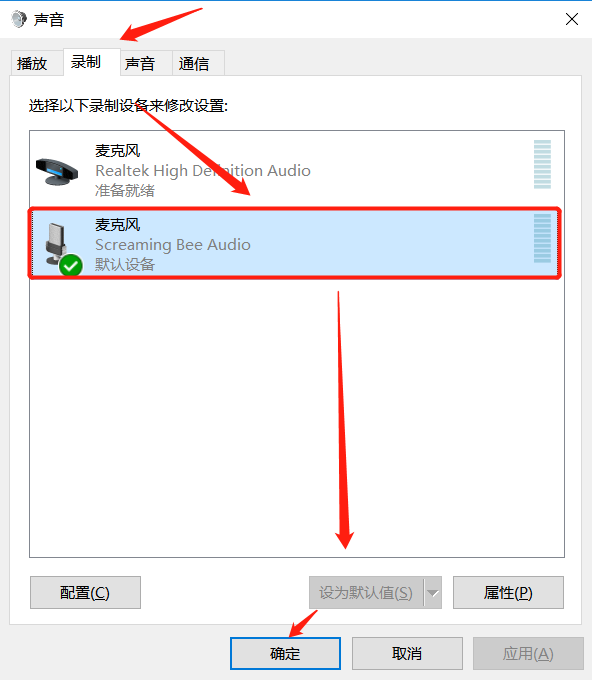 声音
播放 录制 声音 通信
选择以下录制设备来修改设置:
麦克风
Realtek High Definition Audio
准备就绪
麦克风
Screaming Bee Audio
默认设备
配置(C) 设为默认值(S) 属性(P)
确定 取消 应用(A)